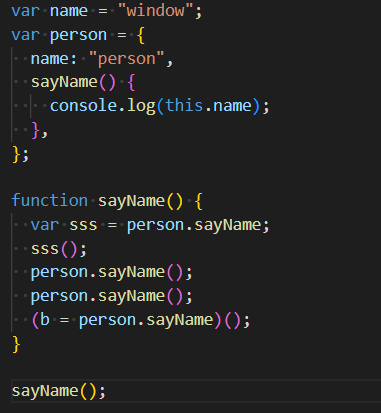 var name = "window";
var person = {
  name: "person",
  sayName() {
    console.log(this.name);
  },
};

function sayName() {
  var sss = person.sayName;
  sss();
  person.sayName();
  person.sayName();
  (b = person.sayName)();
}

sayName();